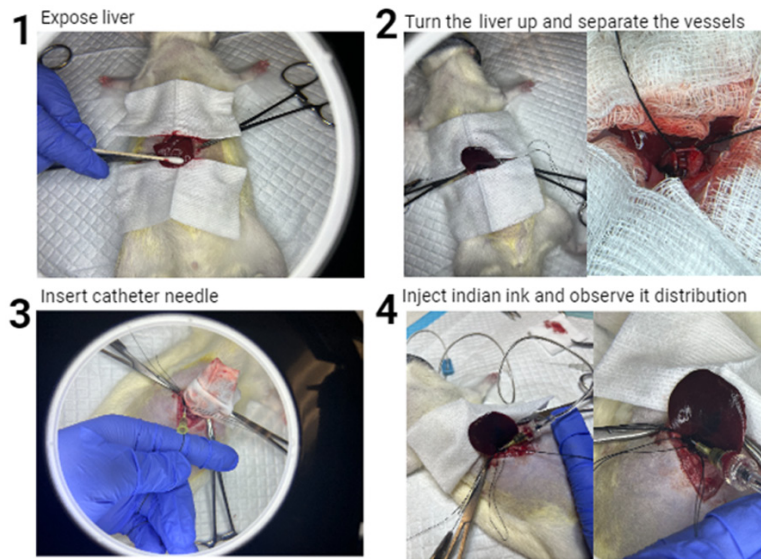 1 Expose liver
2 Turn the liver up and separate the vessels
3 Insert catheter needle
4 Inject indian ink and observe it distribution